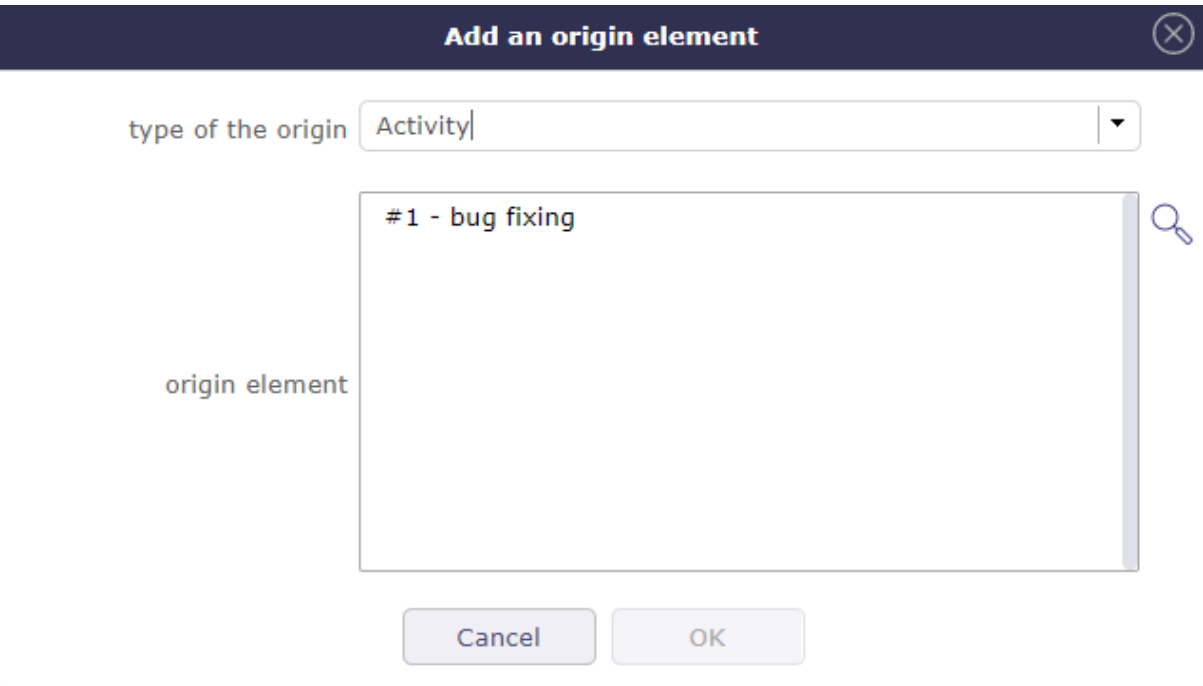 Add an origin element
type of the origin Activity
#1 - bug fixing
origin element
Cancel OK